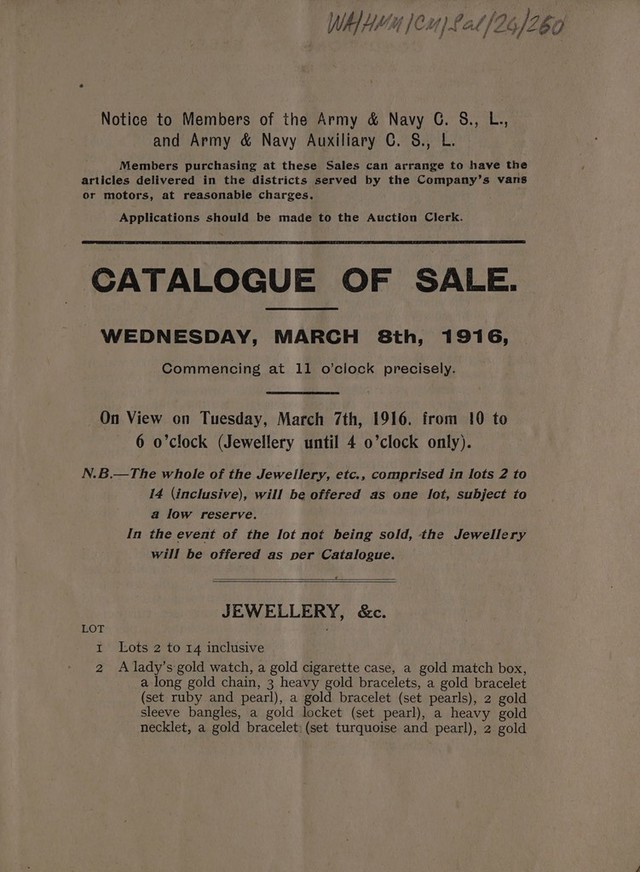 WA/HMM/CM/Sal/24/260
Notice to Members of the Army & Navy C. S., L.,
and Army & Navy Auxiliary C. S., L.
Members purchasing at these Sales can arrange to have the
articles delivered in the districts served by the Company's vans
or motors, at reasonable charges.
Applications should be made to the Auction Clerk.
CATALOGUE OF SALE.
WEDNESDAY, MARCH 8th, 1916,
Commencing at 11 o'clock precisely.
On View on Tuesday, March 7th, 1916, from 10 to
6 o'clock (Jewellery until 4 o'clock only).
N.B.—The whole of the Jewellery, etc., comprised in lots 2 to
14 (inclusive), will be offered as one lot, subject to
a low reserve.
In the event of the lot not being sold, the Jewellery
will be offered as per Catalogue.
JEWELLERY, &c.
LOT
1 Lots 2 to 14 inclusive
2 A lady's gold watch, a gold cigarette case, a gold match box,
a long gold chain, 3 heavy gold bracelets, a gold bracelet
(set ruby and pearl), a gold bracelet (set pearls), 2 gold
sleeve bangles, a gold locket (set pearl), a heavy gold
necklet, a gold bracelet (set turquoise and pearl), 2 gold